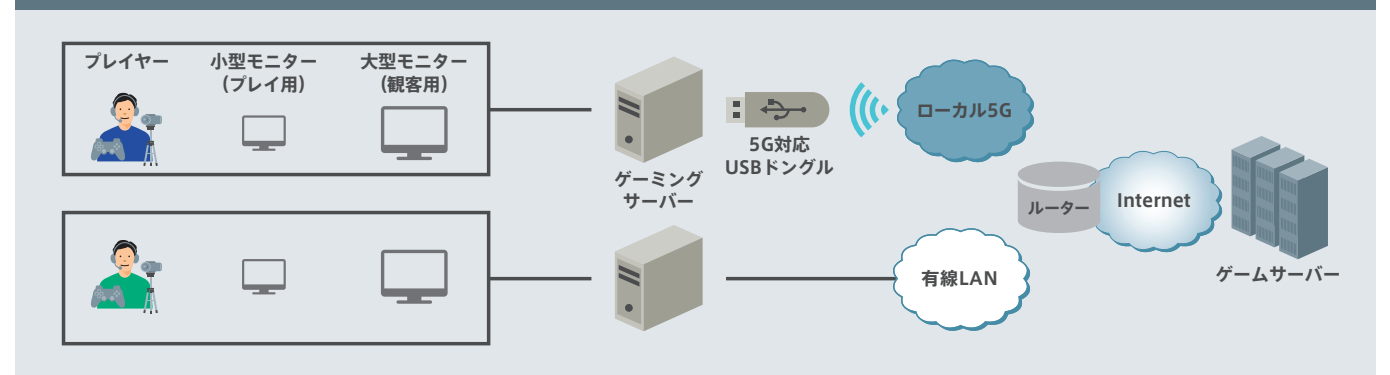 プレイヤー
小型モニター
(プレイ用)
大型モニター
(観客用)
ゲーミング
サーバー
5G対応
USBドングル
ローカル5G
ルーター
Internet
ゲームサーバー
有線LAN